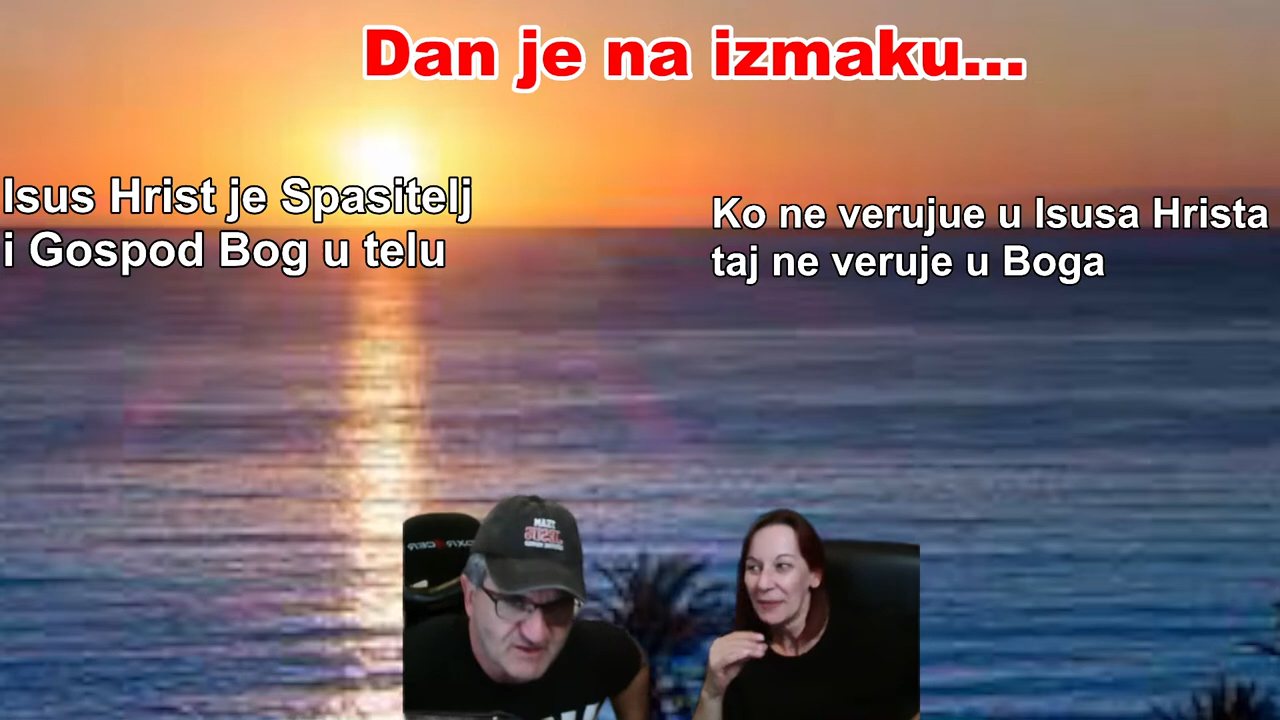 Dan je na izmaku...
Isus Hrist je Spasitelj
i Gospod Bog u telu
Ko ne verujue u Isusa Hrista
taj ne veruje u Boga